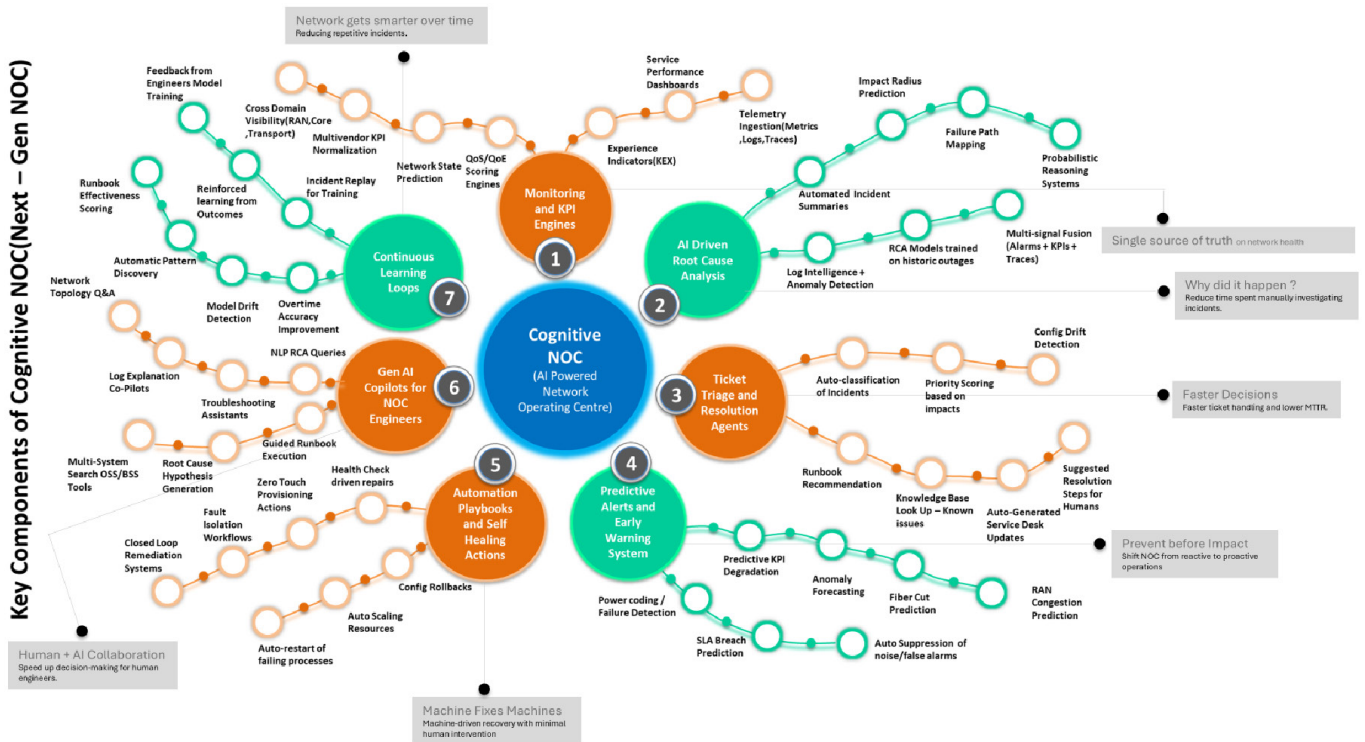 Key Components of Cognitive NOC(Next – Gen NOC)
Network gets smarter over time
Reducing repetitive incidents.
Feedback from
Engineers Model
Training
Cross Domain
Visibility(RAN,Core
,Transport)
Multivendor KPI
Normalization
Network State
Prediction
QoS/QoE
Scoring
Engines
Service
Performance
Dashboards
Experience
Indicators(KEX)
Telemetry
Ingestion(Metrics
,Logs,Traces)
Monitoring
and KPI
Engines
1
Impact Radius
Prediction
Failure Path
Mapping
Probabilistic
Reasoning
Systems
Automated Incident
Summaries
AI Driven
Root Cause
Analysis
2
Log Intelligence +
Anomaly Detection
RCA Models trained
on historic outages
Multi-signal Fusion
(Alarms + KPIs +
Traces)
Single source of truth on network health
Why did it happen ?
Reduce time spent manually investigating
incidents.
Runbook
Effectiveness
Scoring
Reinforced
learning from
Outcomes
Incident Replay
for Training
Automatic Pattern
Discovery
Model Drift
Detection
Overtime
Accuracy
Improvement
Continuous
Learning
Loops
7
Cognitive
NOC
(AI Powered
Network
Operating Centre)
Network
Topology Q&A
Log Explanation
Co-Pilots
Troubleshooting
Assistants
NLP RCA Queries
Gen AI
Copilots for
NOC
Engineers
6
Multi-System
Search OSS/BSS
Tools
Root Cause
Hypothesis
Generation
Guided Runbook
Execution
Ticket
Triage and
Resolution
Agents
3
Auto-classification
of Incidents
Priority Scoring
based on
impacts
Config Drift
Detection
Faster Decisions
Faster ticket handling and lower MTTR.
Runbook
Recommendation
Knowledge Base
Look Up – Known
issues
Auto-Generated
Service Desk
Updates
Suggested
Resolution
Steps for
Humans
Health Check
driven repairs
Zero Touch
Provisioning
Actions
Fault
Isolation
Workflows
Closed Loop
Remediation
Systems
5
Automation
Playbooks
and Self
Healing
Actions
Config Rollbacks
Auto Scaling
Resources
Auto-restart of
failing processes
4
Predictive
Alerts and
Early
Warning
System
Predictive KPI
Degradation
Anomaly
Forecasting
Fiber Cut
Prediction
RAN
Congestion
Prediction
Power coding /
Failure Detection
SLA Breach
Prediction
Auto Suppression of
noise/false alarms
Prevent before Impact
Shift NOC from reactive to proactive
operations
Human + AI Collaboration
Speed up decision-making for human
engineers.
Machine Fixes Machines
Machine-driven recovery with minimal
human intervention